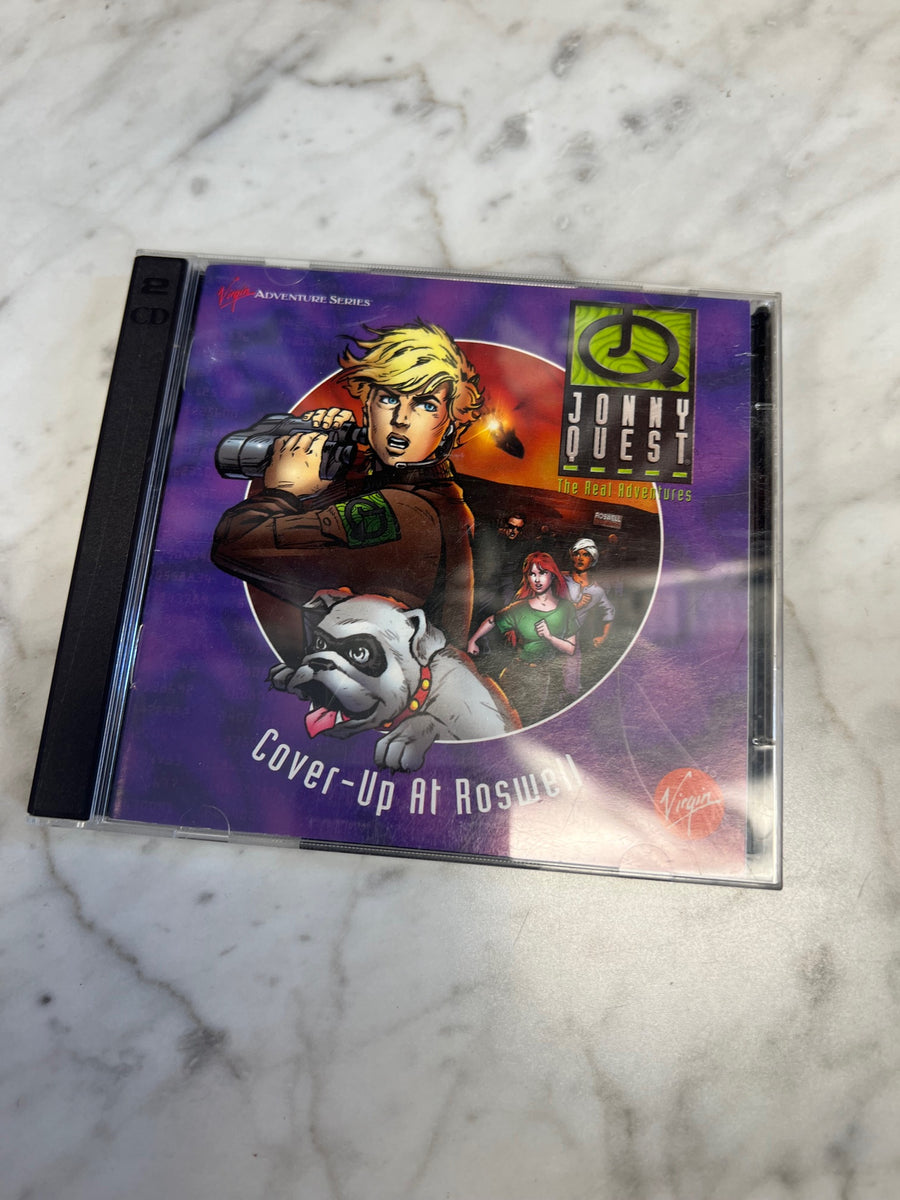 2
CD
Virgin ADVENTURE SERIES
JQ
JONNY
QUEST
The Real Adventures
ROSWELL
Cover-Up At Roswell
Virgin